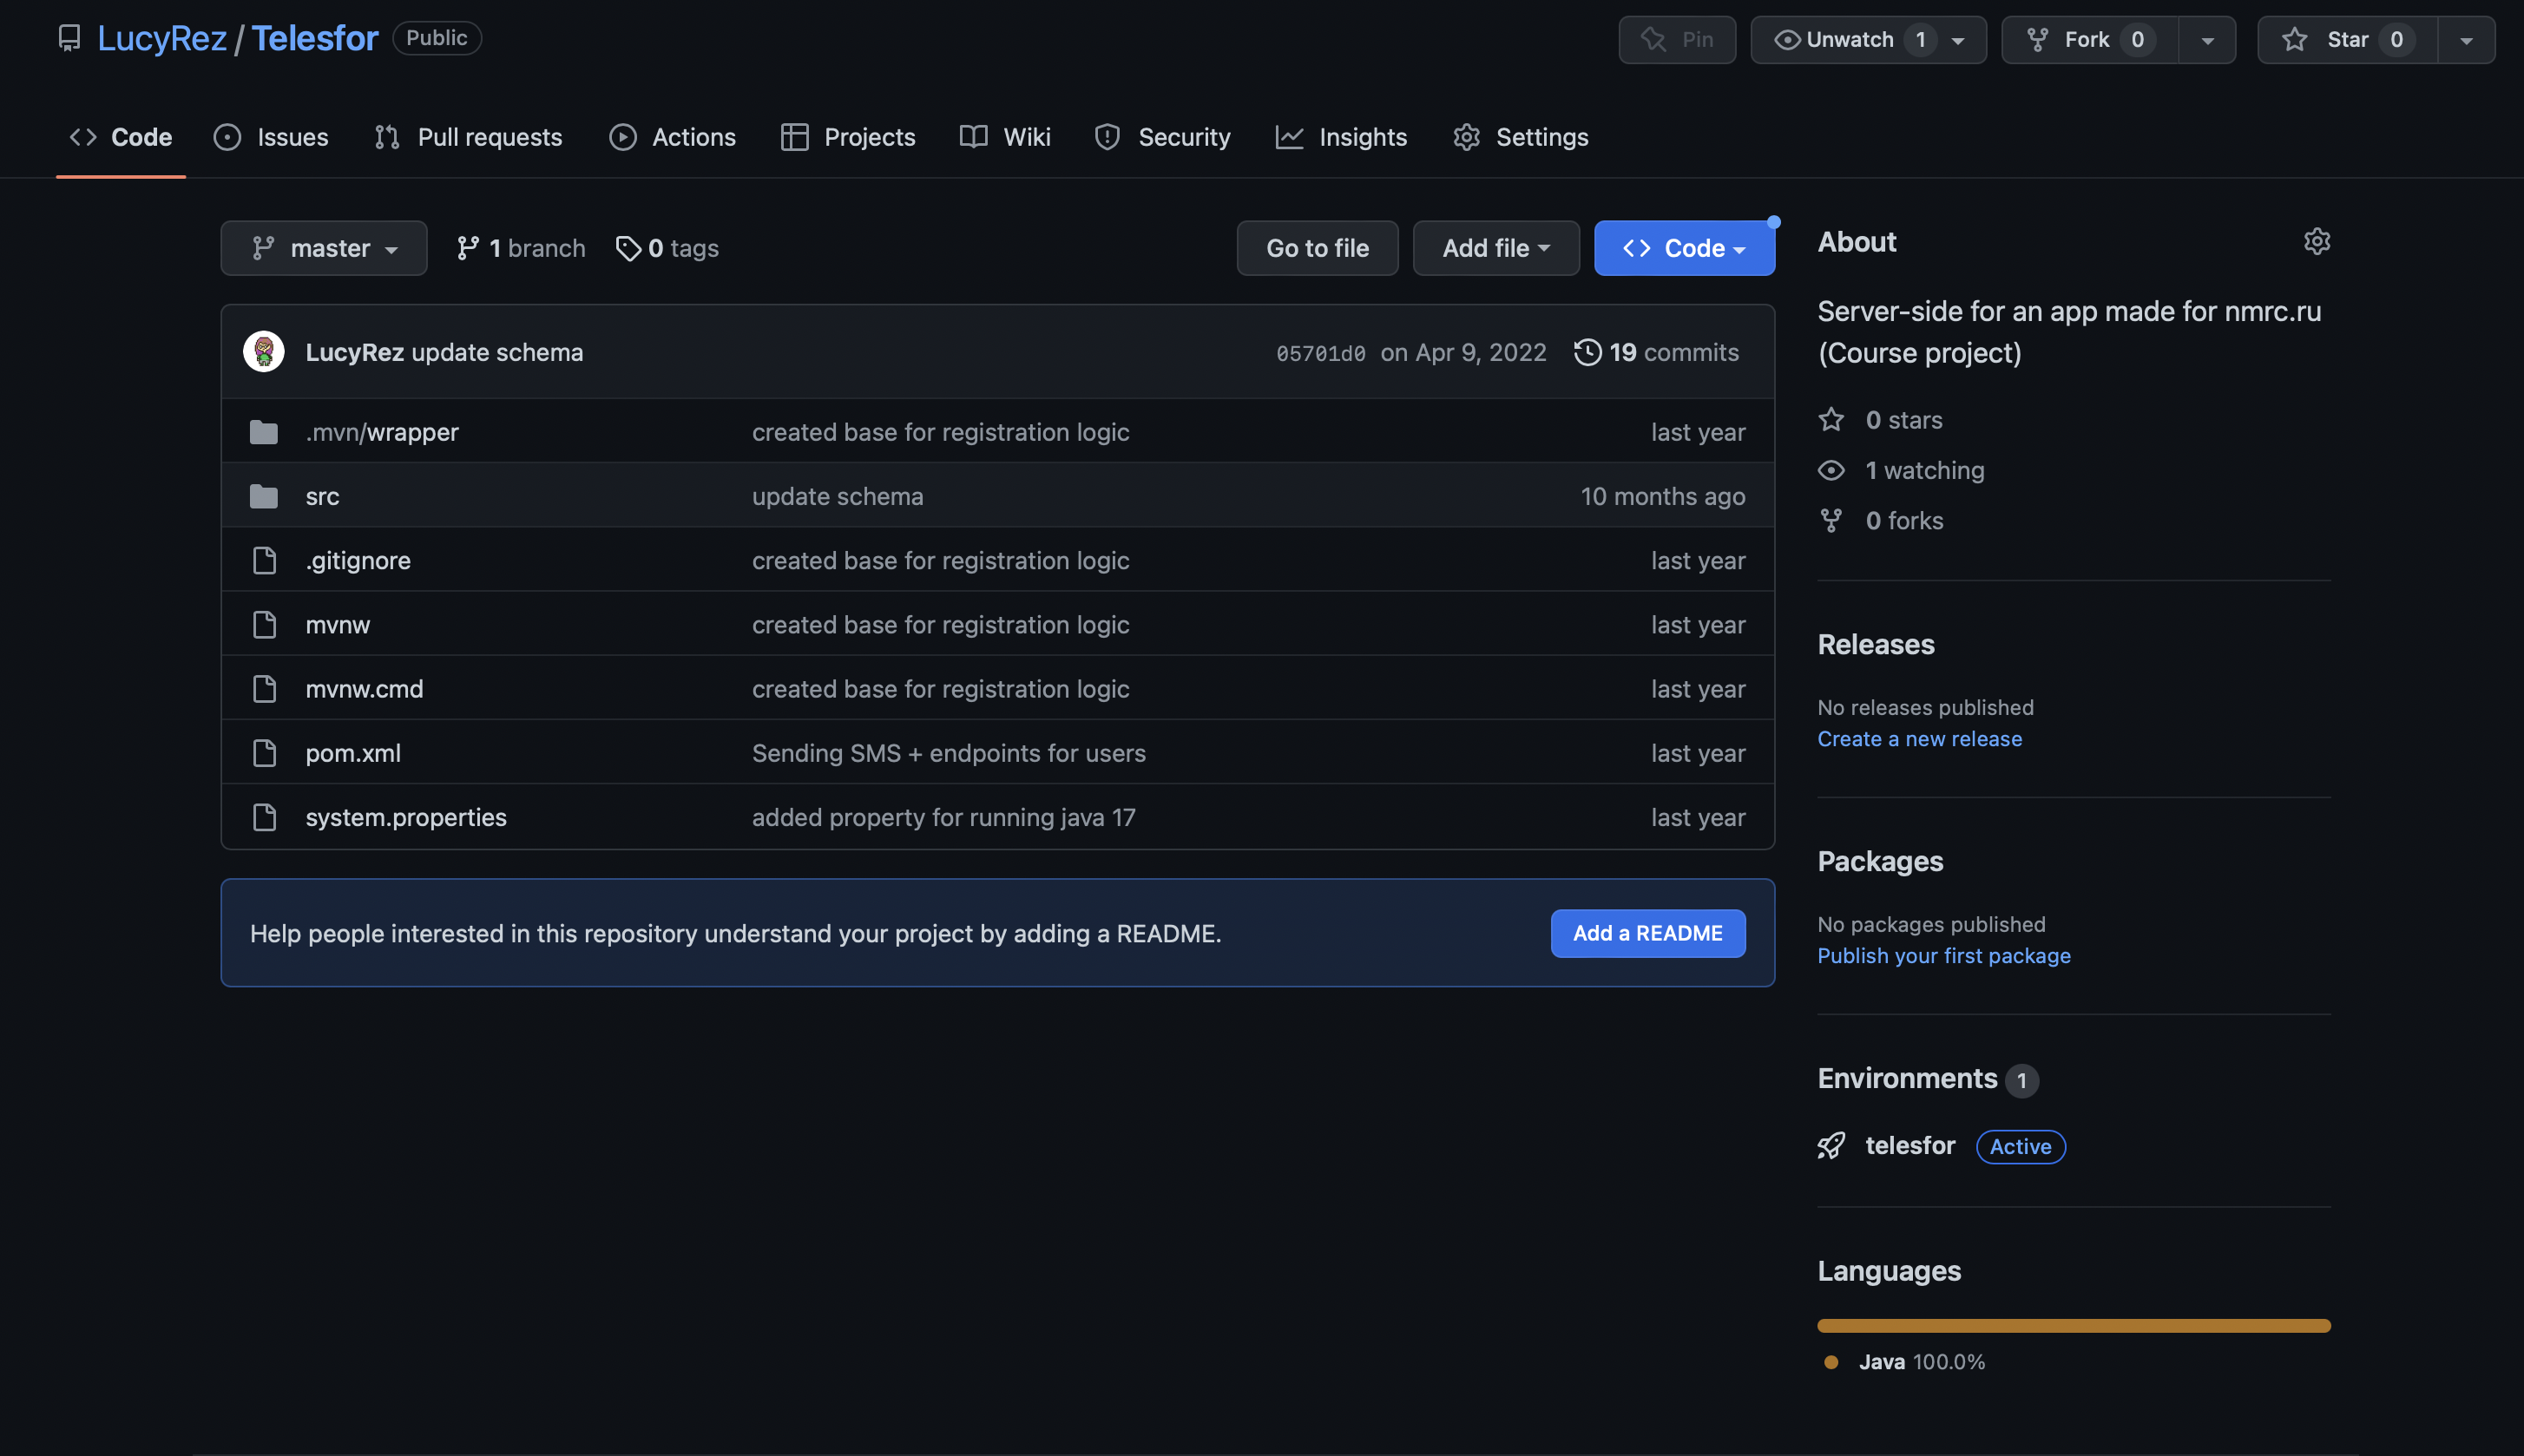 LucyRez / Telesfor Public
Pin
Unwatch 1
Fork 0
Star 0
Code
Issues
Pull requests
Actions
Projects
Wiki
Security
Insights
Settings
master
1 branch
0 tags
Go to file
Add file
Code
LucyRez update schema
05701d0 on Apr 9, 2022
19 commits
.mvn/wrapper created base for registration logic last year
src update schema 10 months ago
.gitignore created base for registration logic last year
mvnw created base for registration logic last year
mvnw.cmd created base for registration logic last year
pom.xml Sending SMS + endpoints for users last year
system.properties added property for running java 17 last year
Help people interested in this repository understand your project by adding a README.
Add a README
About
Server-side for an app made for nmrc.ru
(Course project)
0 stars
1 watching
0 forks
Releases
No releases published
Create a new release
Packages
No packages published
Publish your first package
Environments 1
telesfor Active
Languages
Java 100.0%